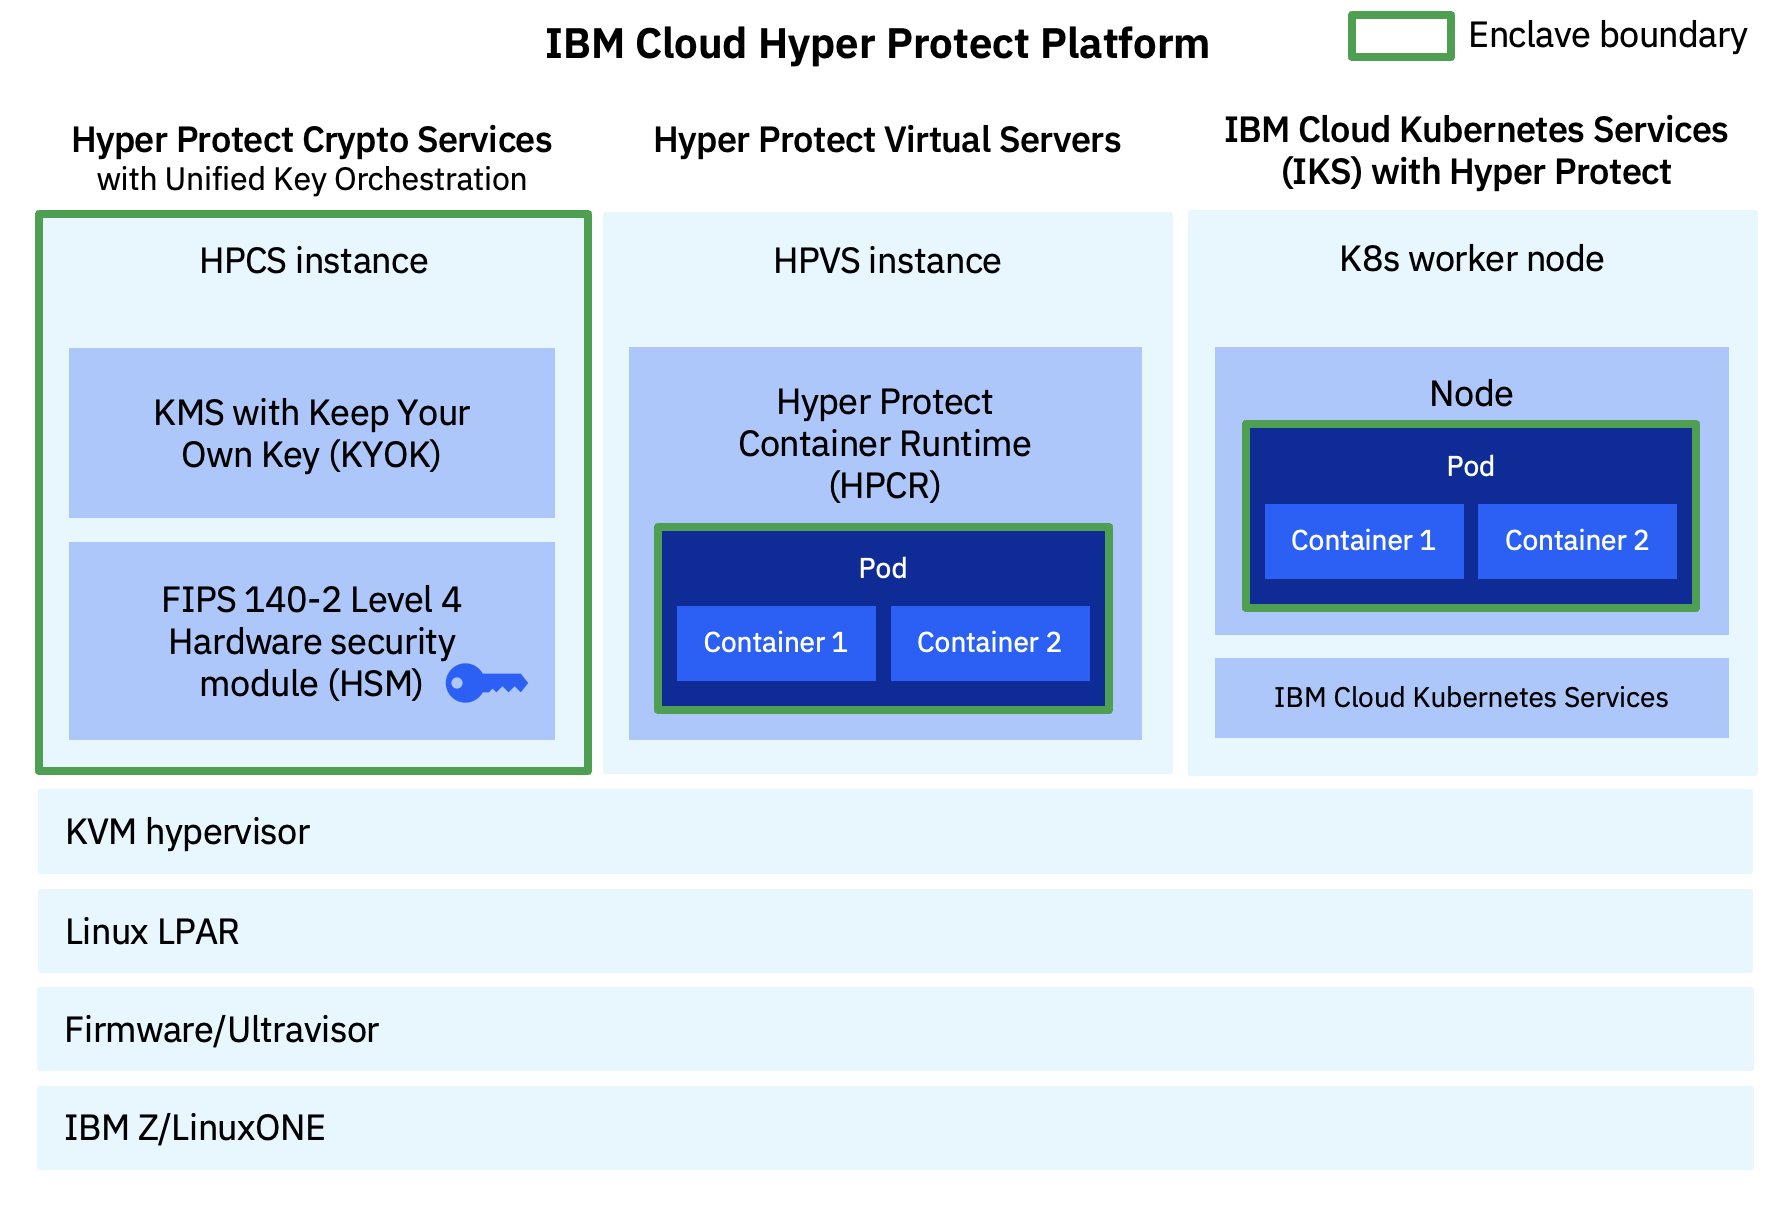 IBM Cloud Hyper Protect Platform
Enclave boundary
Hyper Protect Crypto Services
with Unified Key Orchestration
HPCS instance
KMS with Keep Your
Own Key (KYOK)
FIPS 140-2 Level 4
Hardware security
module (HSM)
Hyper Protect Virtual Servers
HPVS instance
Hyper Protect
Container Runtime
(HPCR)
Pod
Container 1
Container 2
IBM Cloud Kubernetes Services
(IKS) with Hyper Protect
K8s worker node
Node
Pod
Container 1
Container 2
IBM Cloud Kubernetes Services
KVM hypervisor
Linux LPAR
Firmware/Ultravisor
IBM Z/LinuxONE